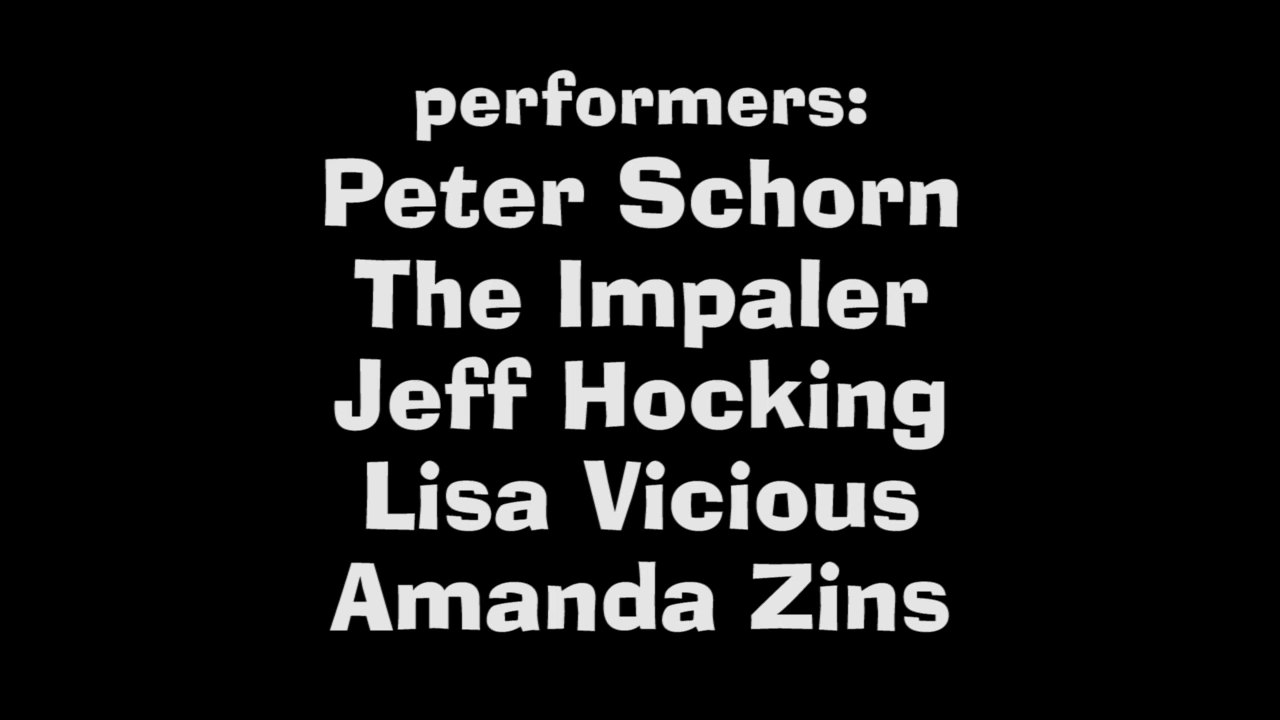 performers:
Peter Schorn
The Impaler
Jeff Hocking
Lisa Vicious
Amanda Zins